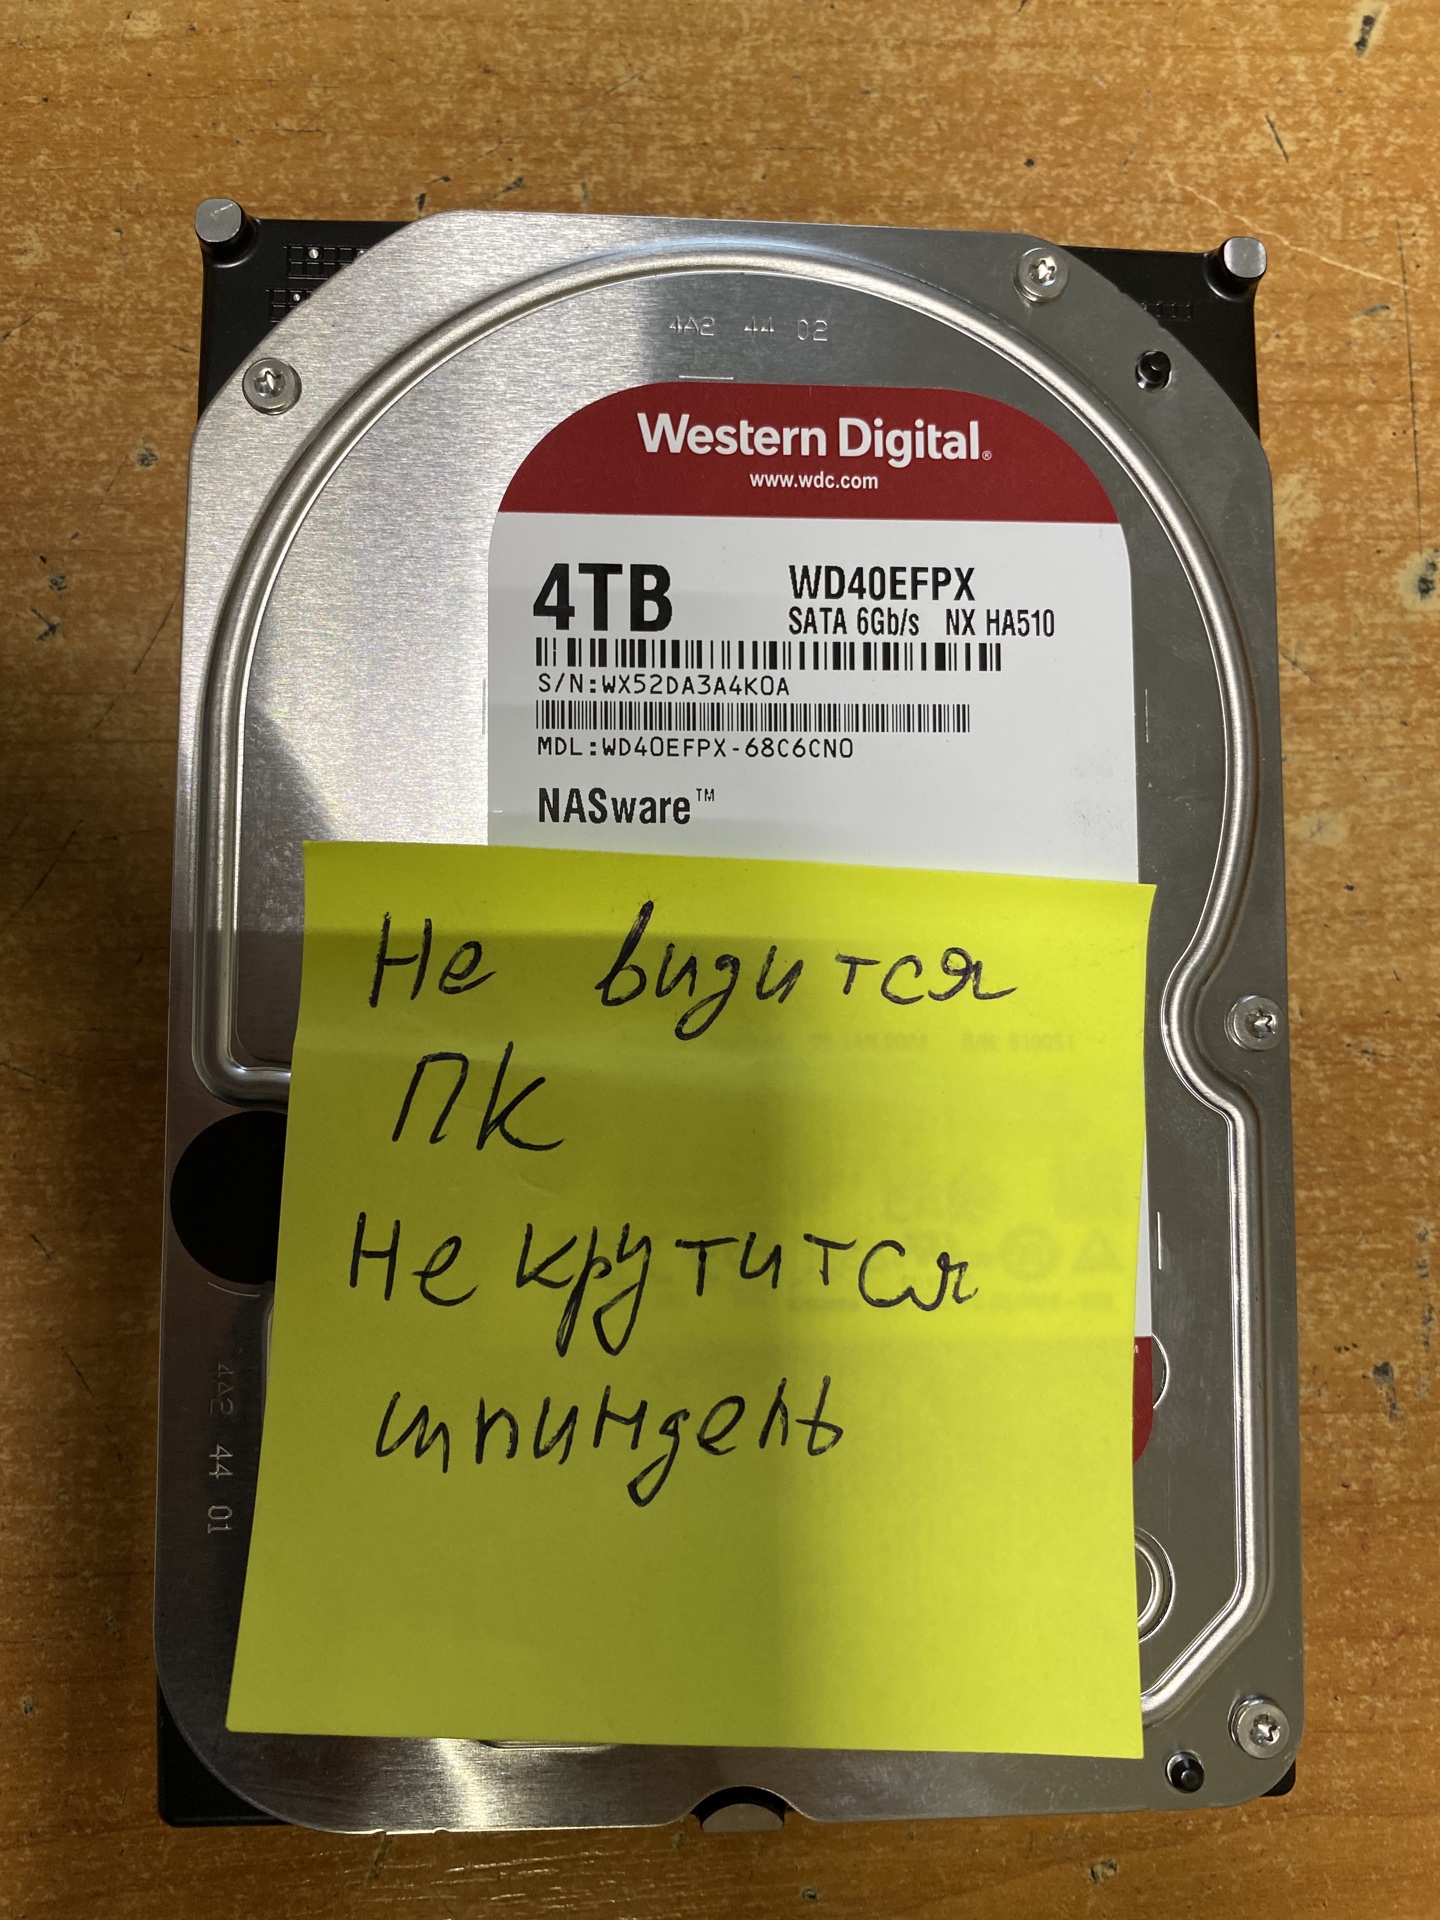 4A2 44 02
Western Digital®
www.wdc.com
4TB
WD40EFPX
SATA 6Gb/s NX HA510
S/N:WX52DA3A4K0A
MDL:WD40EFPX-68C6CN0
NASware™
Не видится
ПК
Не крутится
шпиндель
4A2 44 01